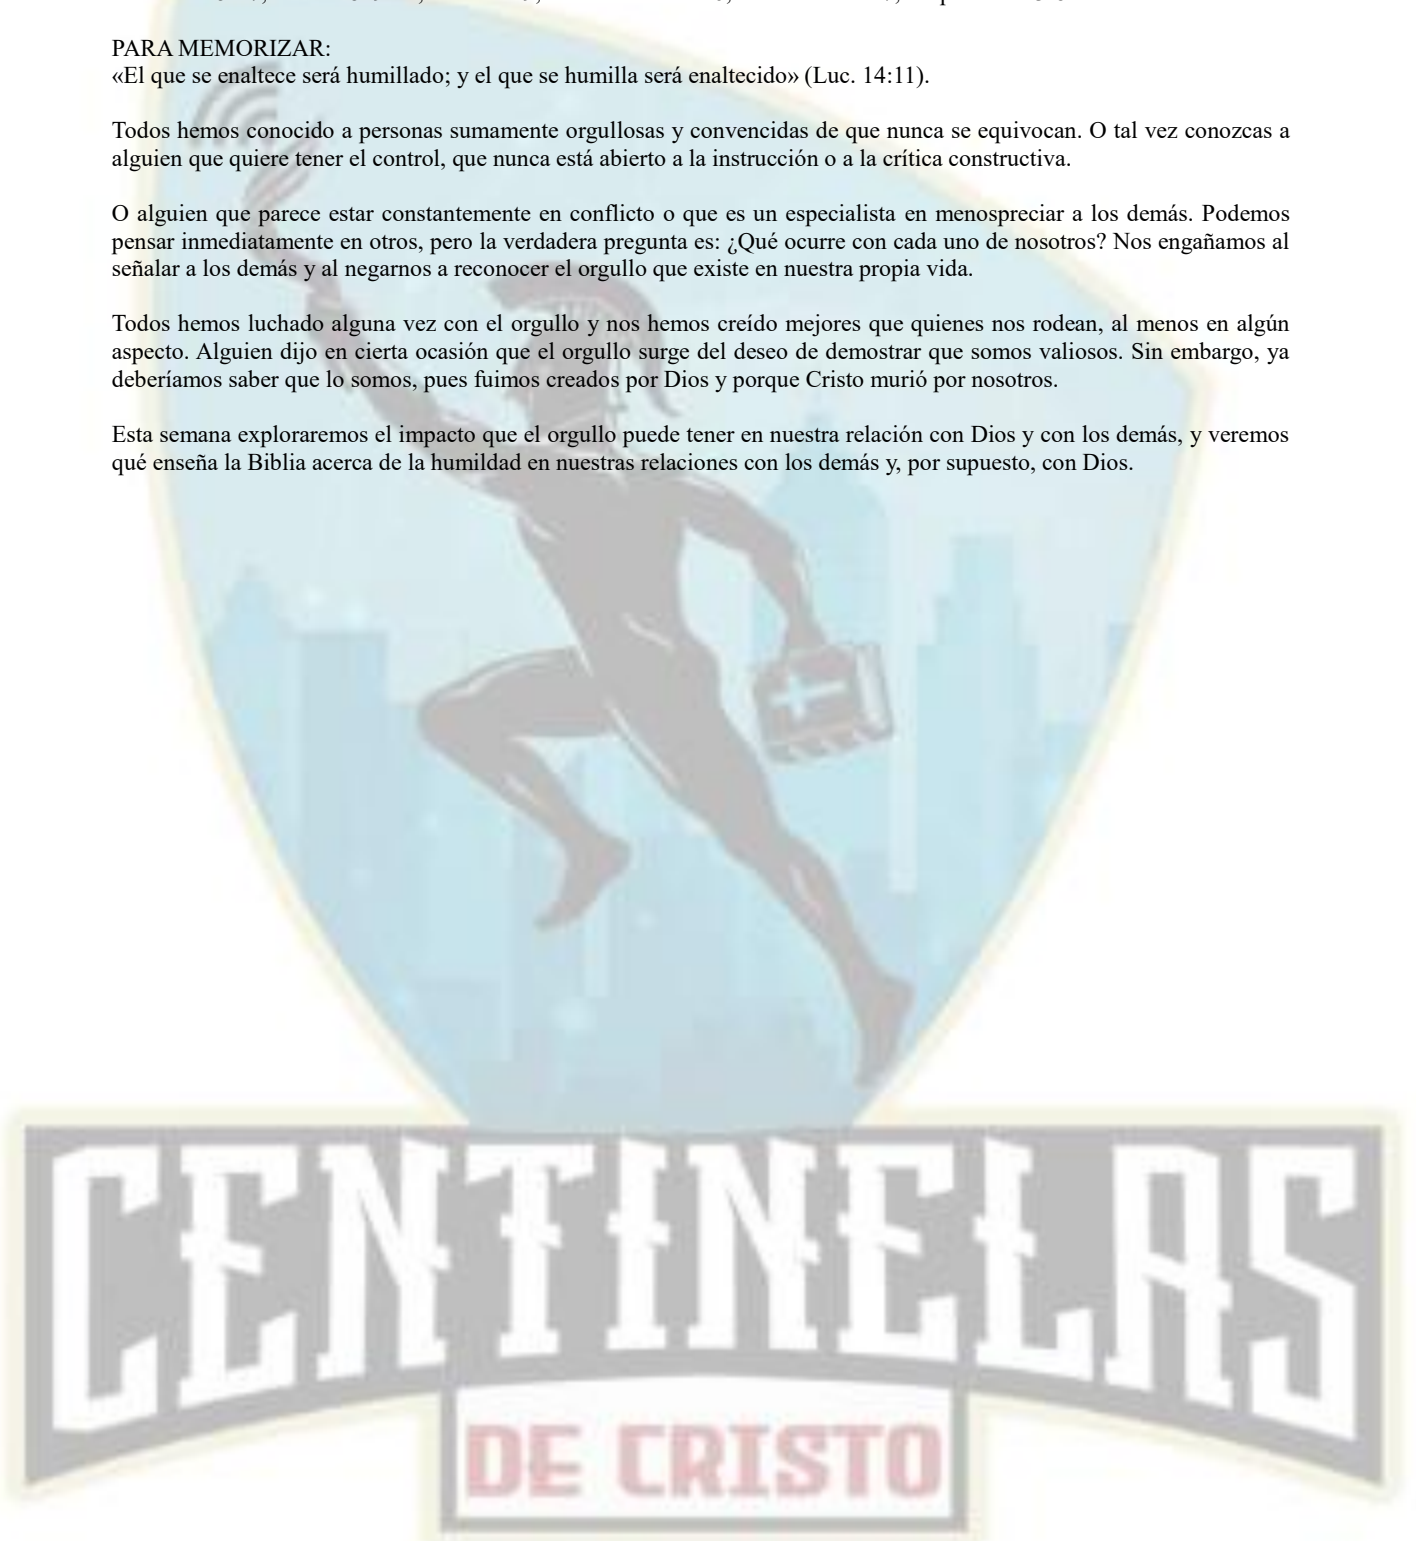 PARA MEMORIZAR:
«El que se enaltece será humillado; y el que se humilla será enaltecido» (Luc. 14:11).
Todos hemos conocido a personas sumamente orgullosas y convencidas de que nunca se equivocan. O tal vez conozcas a
alguien que quiere tener el control, que nunca está abierto a la instrucción o a la crítica constructiva.
O alguien que parece estar constantemente en conflicto o que es un especialista en menospreciar a los demás. Podemos
pensar inmediatamente en otros, pero la verdadera pregunta es: ¿Qué ocurre con cada uno de nosotros? Nos engañamos al
señalar a los demás y al negarnos a reconocer el orgullo que existe en nuestra propia vida.
Todos hemos luchado alguna vez con el orgullo y nos hemos creído mejores que quienes nos rodean, al menos en algún
aspecto. Alguien dijo en cierta ocasión que el orgullo surge del deseo de demostrar que somos valiosos. Sin embargo, ya
deberíamos saber que lo somos, pues fuimos creados por Dios y porque Cristo murió por nosotros.
Esta semana exploraremos el impacto que el orgullo puede tener en nuestra relación con Dios y con los demás, y veremos
qué enseña la Biblia acerca de la humildad en nuestras relaciones con los demás y, por supuesto, con Dios.
CENTINELAS
DE CRISTO